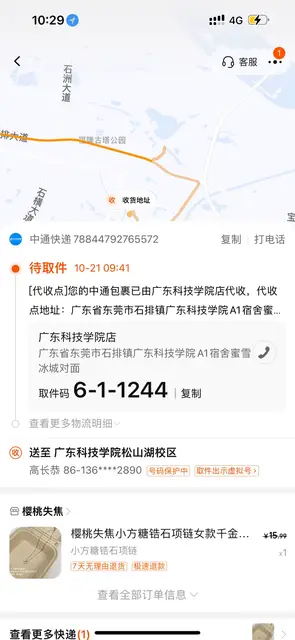 10:29
4G
客服
1
石洲大道
排大道
福隆古塔公园
石横大道
收 收货地址
宝
中通快递 78844792765572 复制 | 打电话
待取件 10-21 09:41
[代收点]您的中通包裹已由广东科技学院店代收，代收
点地址：广东省东莞市石排镇广东科技学院A1宿舍蜜...
广东科技学院店
广东省东莞市石排镇广东科技学院A1宿舍蜜雪
冰城对面
取件码 6-1-1244 | 复制
查看更多物流明细
收 送至 广东科技学院松山湖校区
高长恭 86-136****2890 号码保护中 取件出示虚拟号
樱桃失焦
樱桃失焦小方糖锆石项链女款千金... ¥15.99
小方糖锆石项链 x1
7天无理由退货 极速退款
查看全部订单信息
查看更多快递(1)